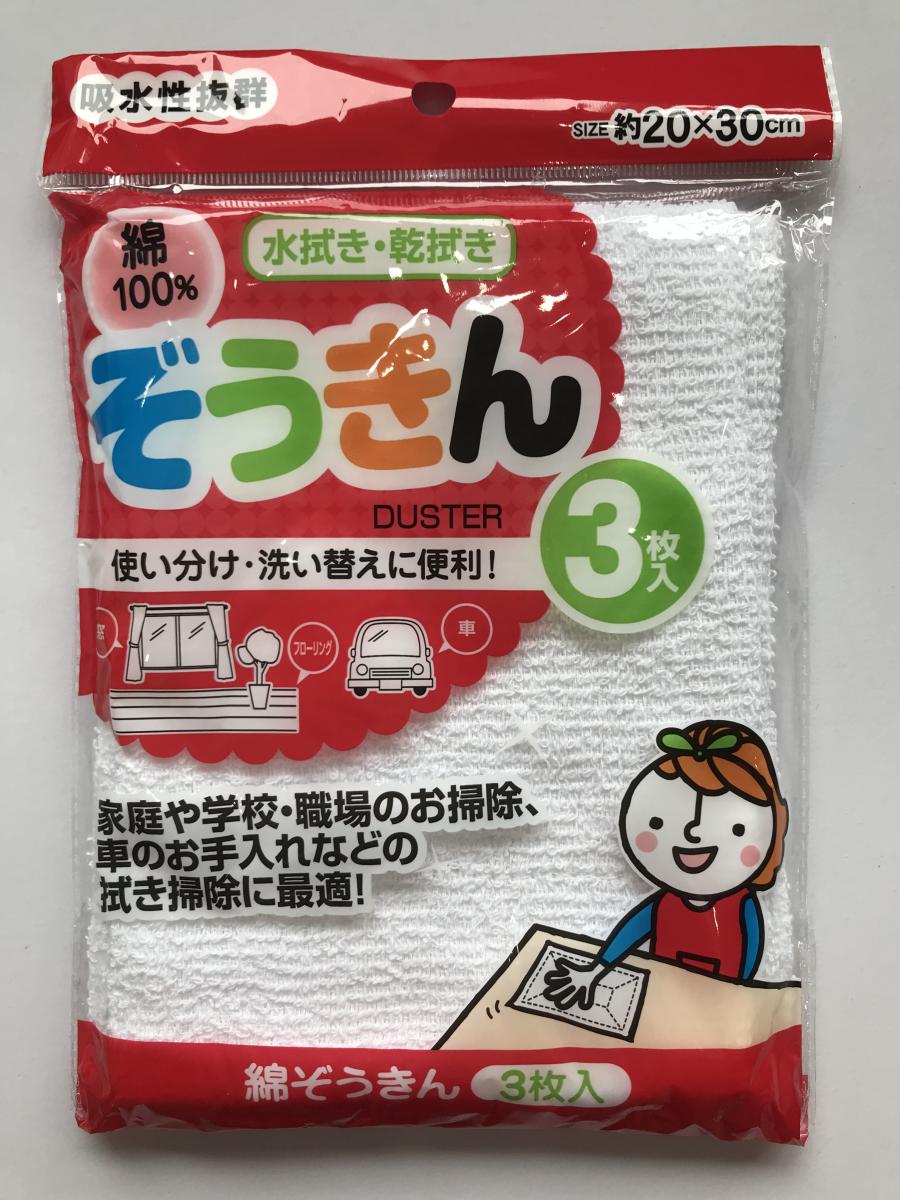 吸水性抜群
SIZE 約20×30cm
綿
100%
水拭き・乾拭き
ぞうきん
DUSTER
3枚入
使い分け・洗い替えに便利!
窓
フローリング
車
家庭や学校・職場のお掃除、
車のお手入れなどの
拭き掃除に最適!
綿ぞうきん 3枚入